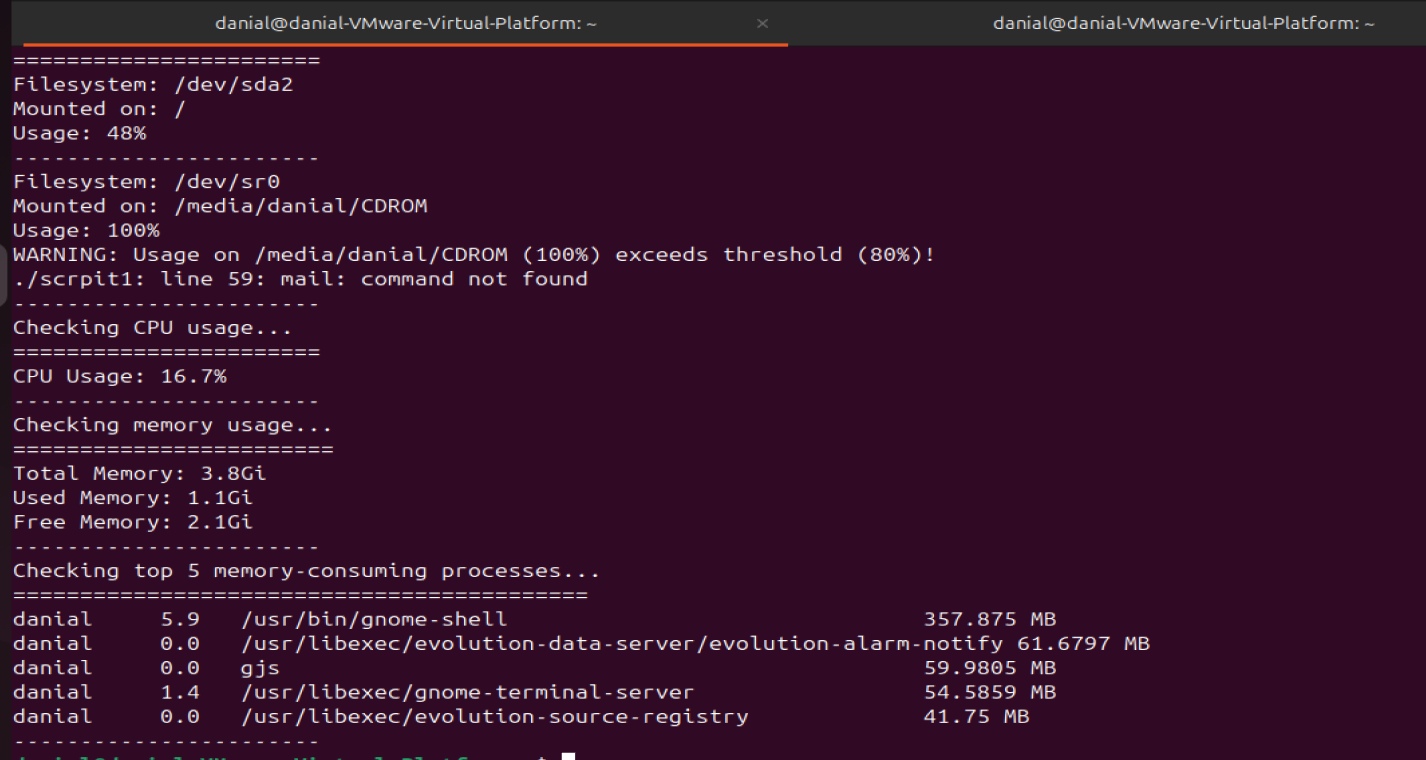 danial@danial-VMware-Virtual-Platform: ~ × danial@danial-VMware-Virtual-Platform: ~
=======================
Filesystem: /dev/sda2
Mounted on: /
Usage: 48%
-----------------------
Filesystem: /dev/sr0
Mounted on: /media/danial/CDROM
Usage: 100%
WARNING: Usage on /media/danial/CDROM (100%) exceeds threshold (80%)!
./scrpit1: line 59: mail: command not found
-----------------------
Checking CPU usage...
=======================
CPU Usage: 16.7%
-----------------------
Checking memory usage...
========================
Total Memory: 3.8Gi
Used Memory: 1.1Gi
Free Memory: 2.1Gi
-----------------------
Checking top 5 memory-consuming processes...
===========================================
danial 5.9 /usr/bin/gnome-shell 357.875 MB
danial 0.0 /usr/libexec/evolution-data-server/evolution-alarm-notify 61.6797 MB
danial 0.0 gjs 59.9805 MB
danial 1.4 /usr/libexec/gnome-terminal-server 54.5859 MB
danial 0.0 /usr/libexec/evolution-source-registry 41.75 MB
-----------------------